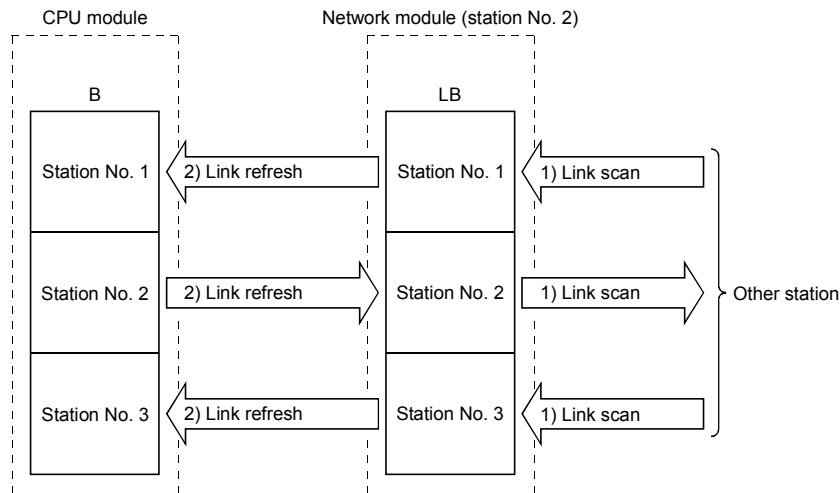 CPU module
Network module (station No. 2)
B
LB
Station No. 1
2) Link refresh
Station No. 1
1) Link scan
Station No. 2
2) Link refresh
Station No. 2
1) Link scan
Other station
Station No. 3
2) Link refresh
Station No. 3
1) Link scan